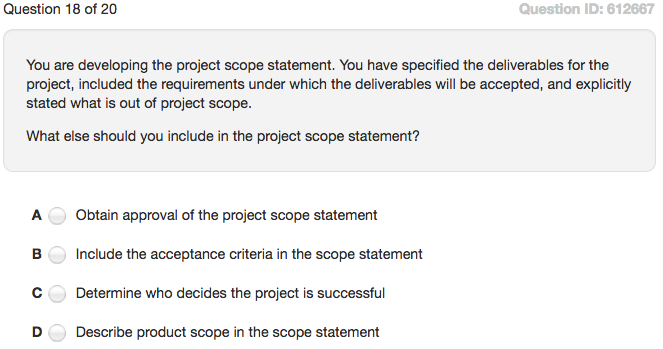 Question 18 of 20
Question ID: 612667
You are developing the project scope statement. You have specified the deliverables for the
project, included the requirements under which the deliverables will be accepted, and explicitly
stated what is out of project scope.
What else should you include in the project scope statement?
A Obtain approval of the project scope statement
B Include the acceptance criteria in the scope statement
C Determine who decides the project is successful
D Describe product scope in the scope statement